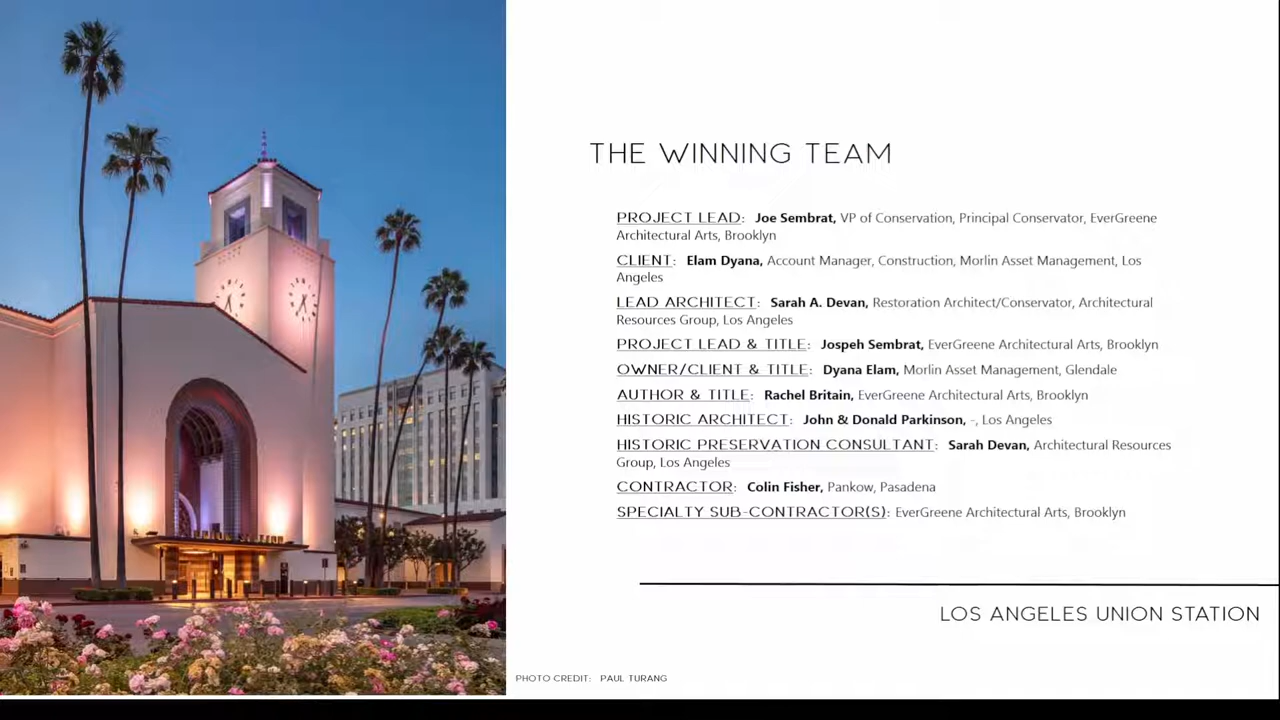 THE WINNING TEAM
PROJECT LEAD: Joe Sembrat, VP of Conservation, Principal Conservator, EverGreene
Architectural Arts, Brooklyn
CLIENT: Elam Dyana, Account Manager, Construction, Morlin Asset Management, Los
Angeles
LEAD ARCHITECT: Sarah A. Devan, Restoration Architect/Conservator, Architectural
Resources Group, Los Angeles
PROJECT LEAD & TITLE: Jospeh Sembrat, EverGreene Architectural Arts, Brooklyn
OWNER/CLIENT & TITLE: Dyana Elam, Morlin Asset Management, Glendale
AUTHOR & TITLE: Rachel Britain, EverGreene Architectural Arts, Brooklyn
HISTORIC ARCHITECT: John & Donald Parkinson, -, Los Angeles
HISTORIC PRESERVATION CONSULTANT: Sarah Devan, Architectural Resources
Group, Los Angeles
CONTRACTOR: Colin Fisher, Pankow, Pasadena
SPECIALTY SUB-CONTRACTOR(S): EverGreene Architectural Arts, Brooklyn
LOS ANGELES UNION STATION
PHOTO CREDIT: PAUL TURANG